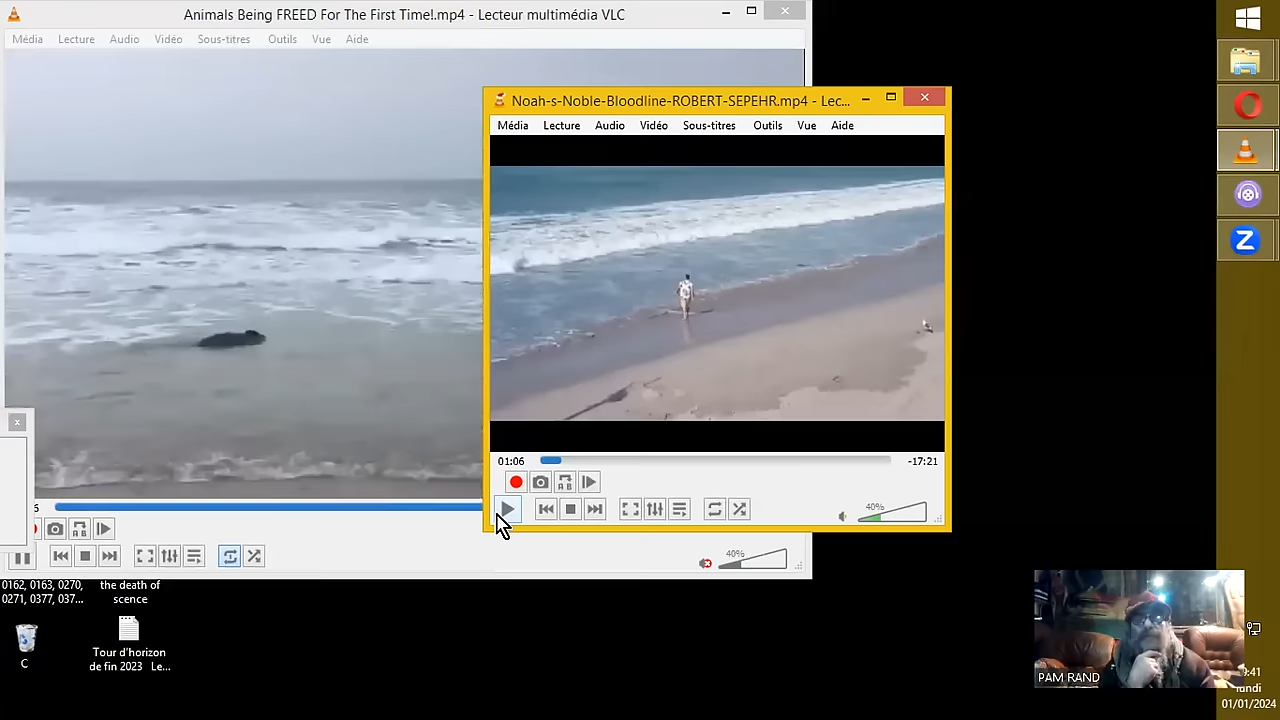 Animals Being FREED For The First Time!.mp4 - Lecteur multimédia VLC
Média Lecture Audio Vidéo Sous-titres Outils Vue Aide
Noah-s-Noble-Bloodline-ROBERT-SEPEHR.mp4 - Lec...
Média Lecture Audio Vidéo Sous-titres Outils Vue Aide
01:06 -17:21
40%
40%
0162, 0163, 0270,
0271, 0377, 037...
the death of
scence
C
Tour d'horizon
de fin 2023 Le...
PAM RAND
:41
lundi
01/01/2024